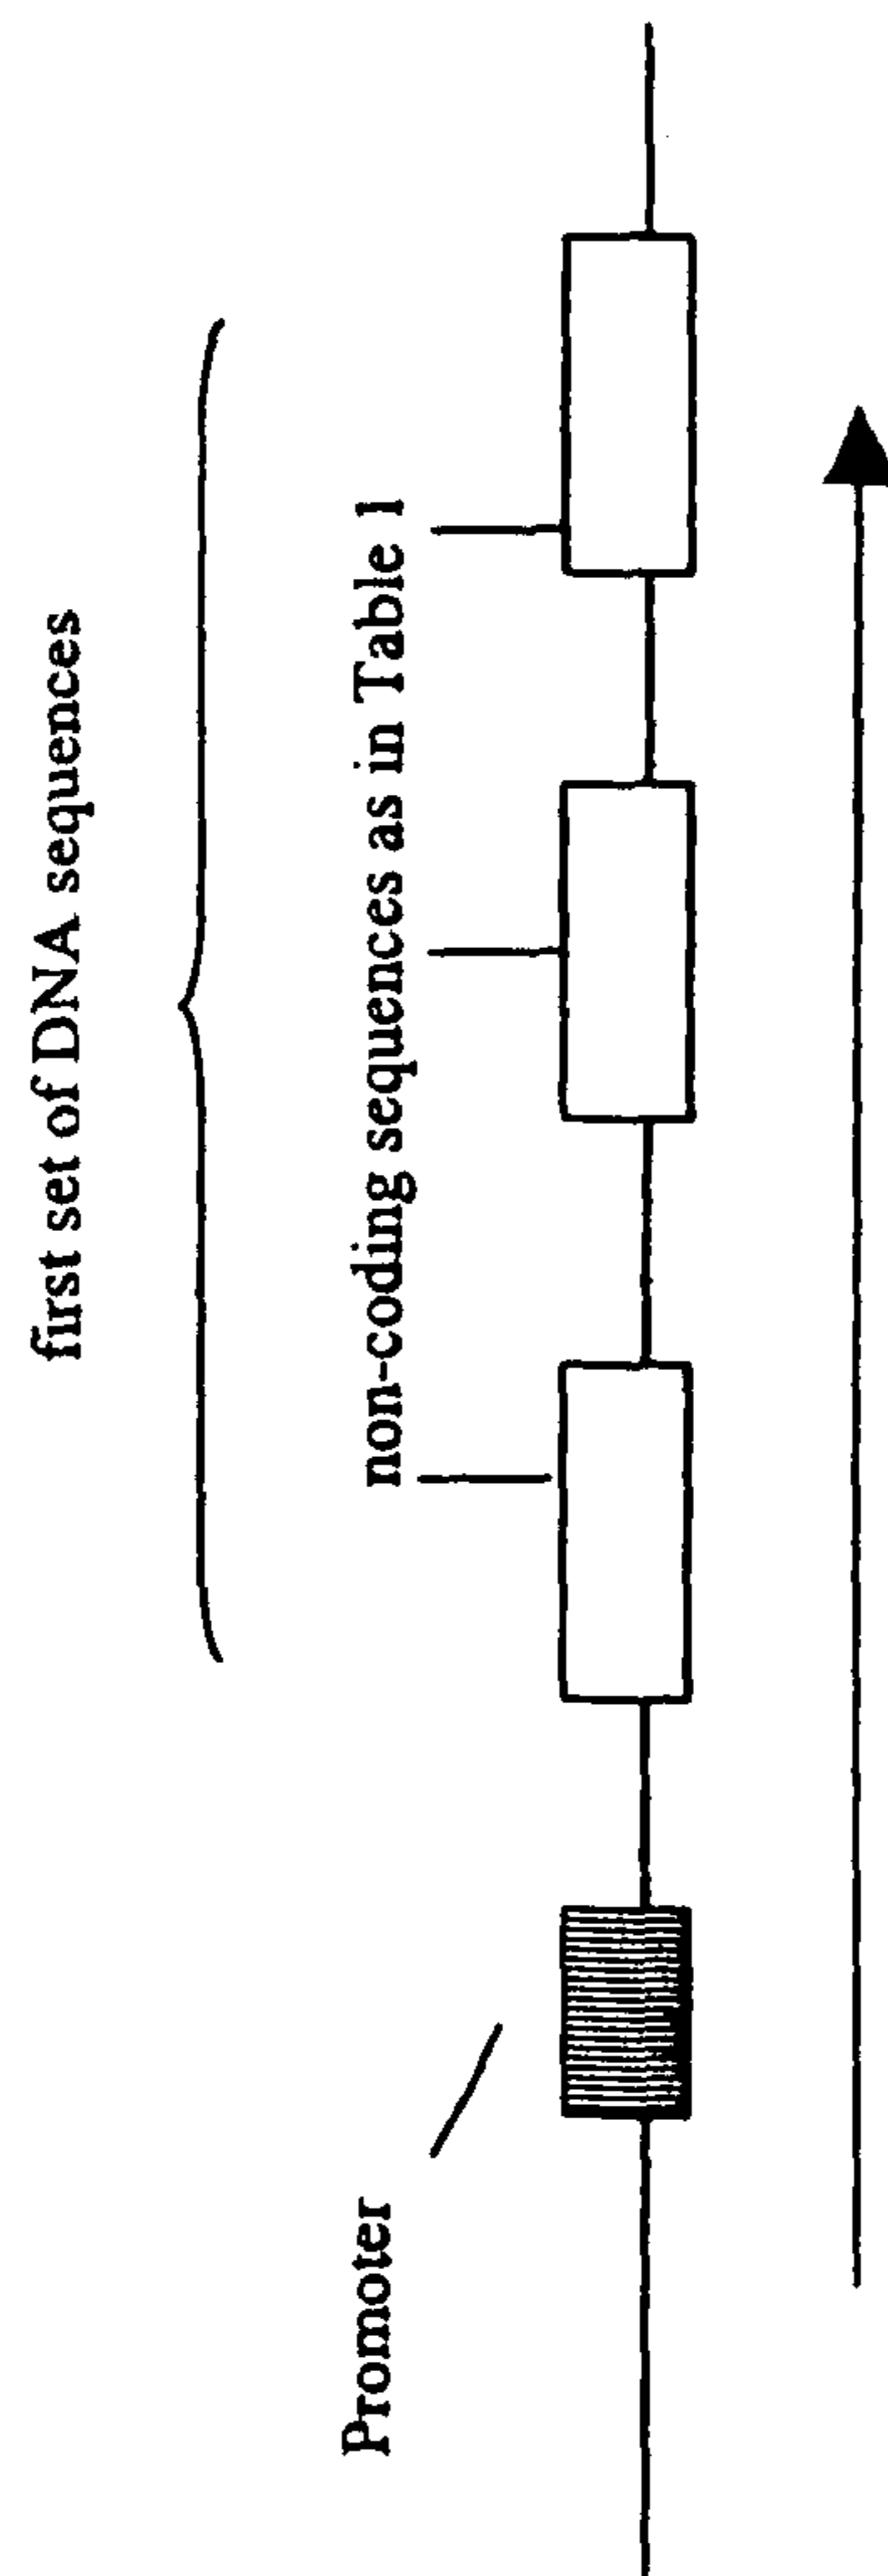 first set of DNA sequences
non-coding sequences as in Table 1
Promoter